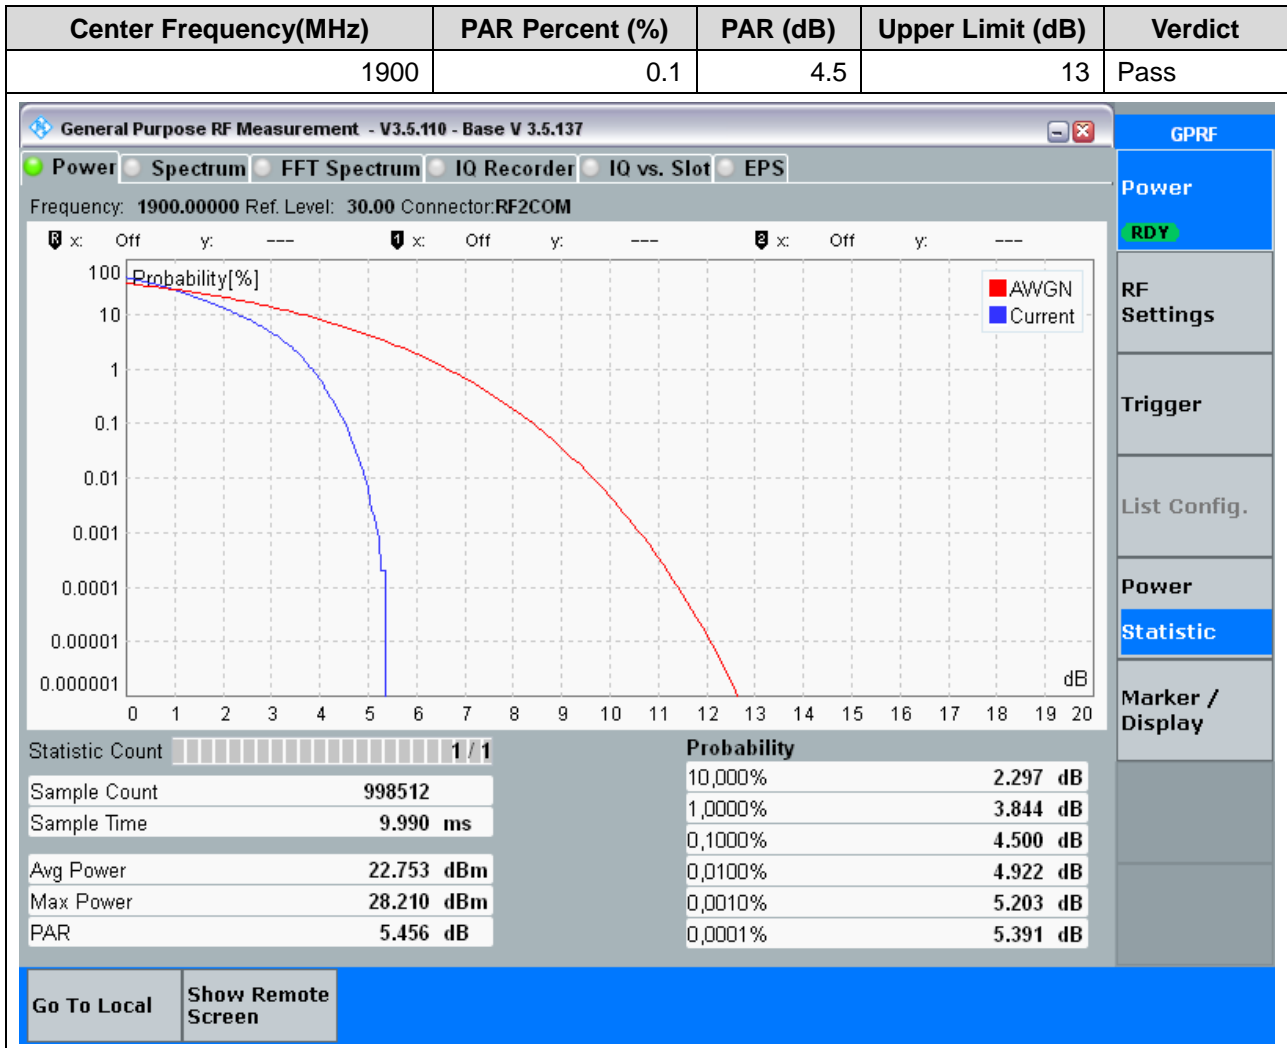 Center Frequency(MHz) PAR Percent (%) PAR (dB) Upper Limit (dB) Verdict
1900 0.1 4.5 13 Pass
General Purpose RF Measurement - V3.5.110 - Base V 3.5.137
GPRF
Power Spectrum FFT Spectrum IQ Recorder IQ vs. Slot EPS
Power
RDY
Frequency: 1900.00000 Ref. Level: 30.00 Connector:RF2COM
R x: Off y: --- 1 x: Off y: --- 2 x: Off y: ---
Probability[%]
AWGN
Current
100
10
1
0.1
0.01
0.001
0.0001
0.00001
0.000001
dB
0 1 2 3 4 5 6 7 8 9 10 11 12 13 14 15 16 17 18 19 20
RF
Settings
Trigger
List Config.
Power
Statistic
Marker /
Display
Statistic Count 1 / 1
Sample Count 998512
Sample Time 9.990 ms
Avg Power 22.753 dBm
Max Power 28.210 dBm
PAR 5.456 dB
Probability
10,000% 2.297 dB
1,0000% 3.844 dB
0,1000% 4.500 dB
0,0100% 4.922 dB
0,0010% 5.203 dB
0,0001% 5.391 dB
Go To Local
Show Remote
Screen